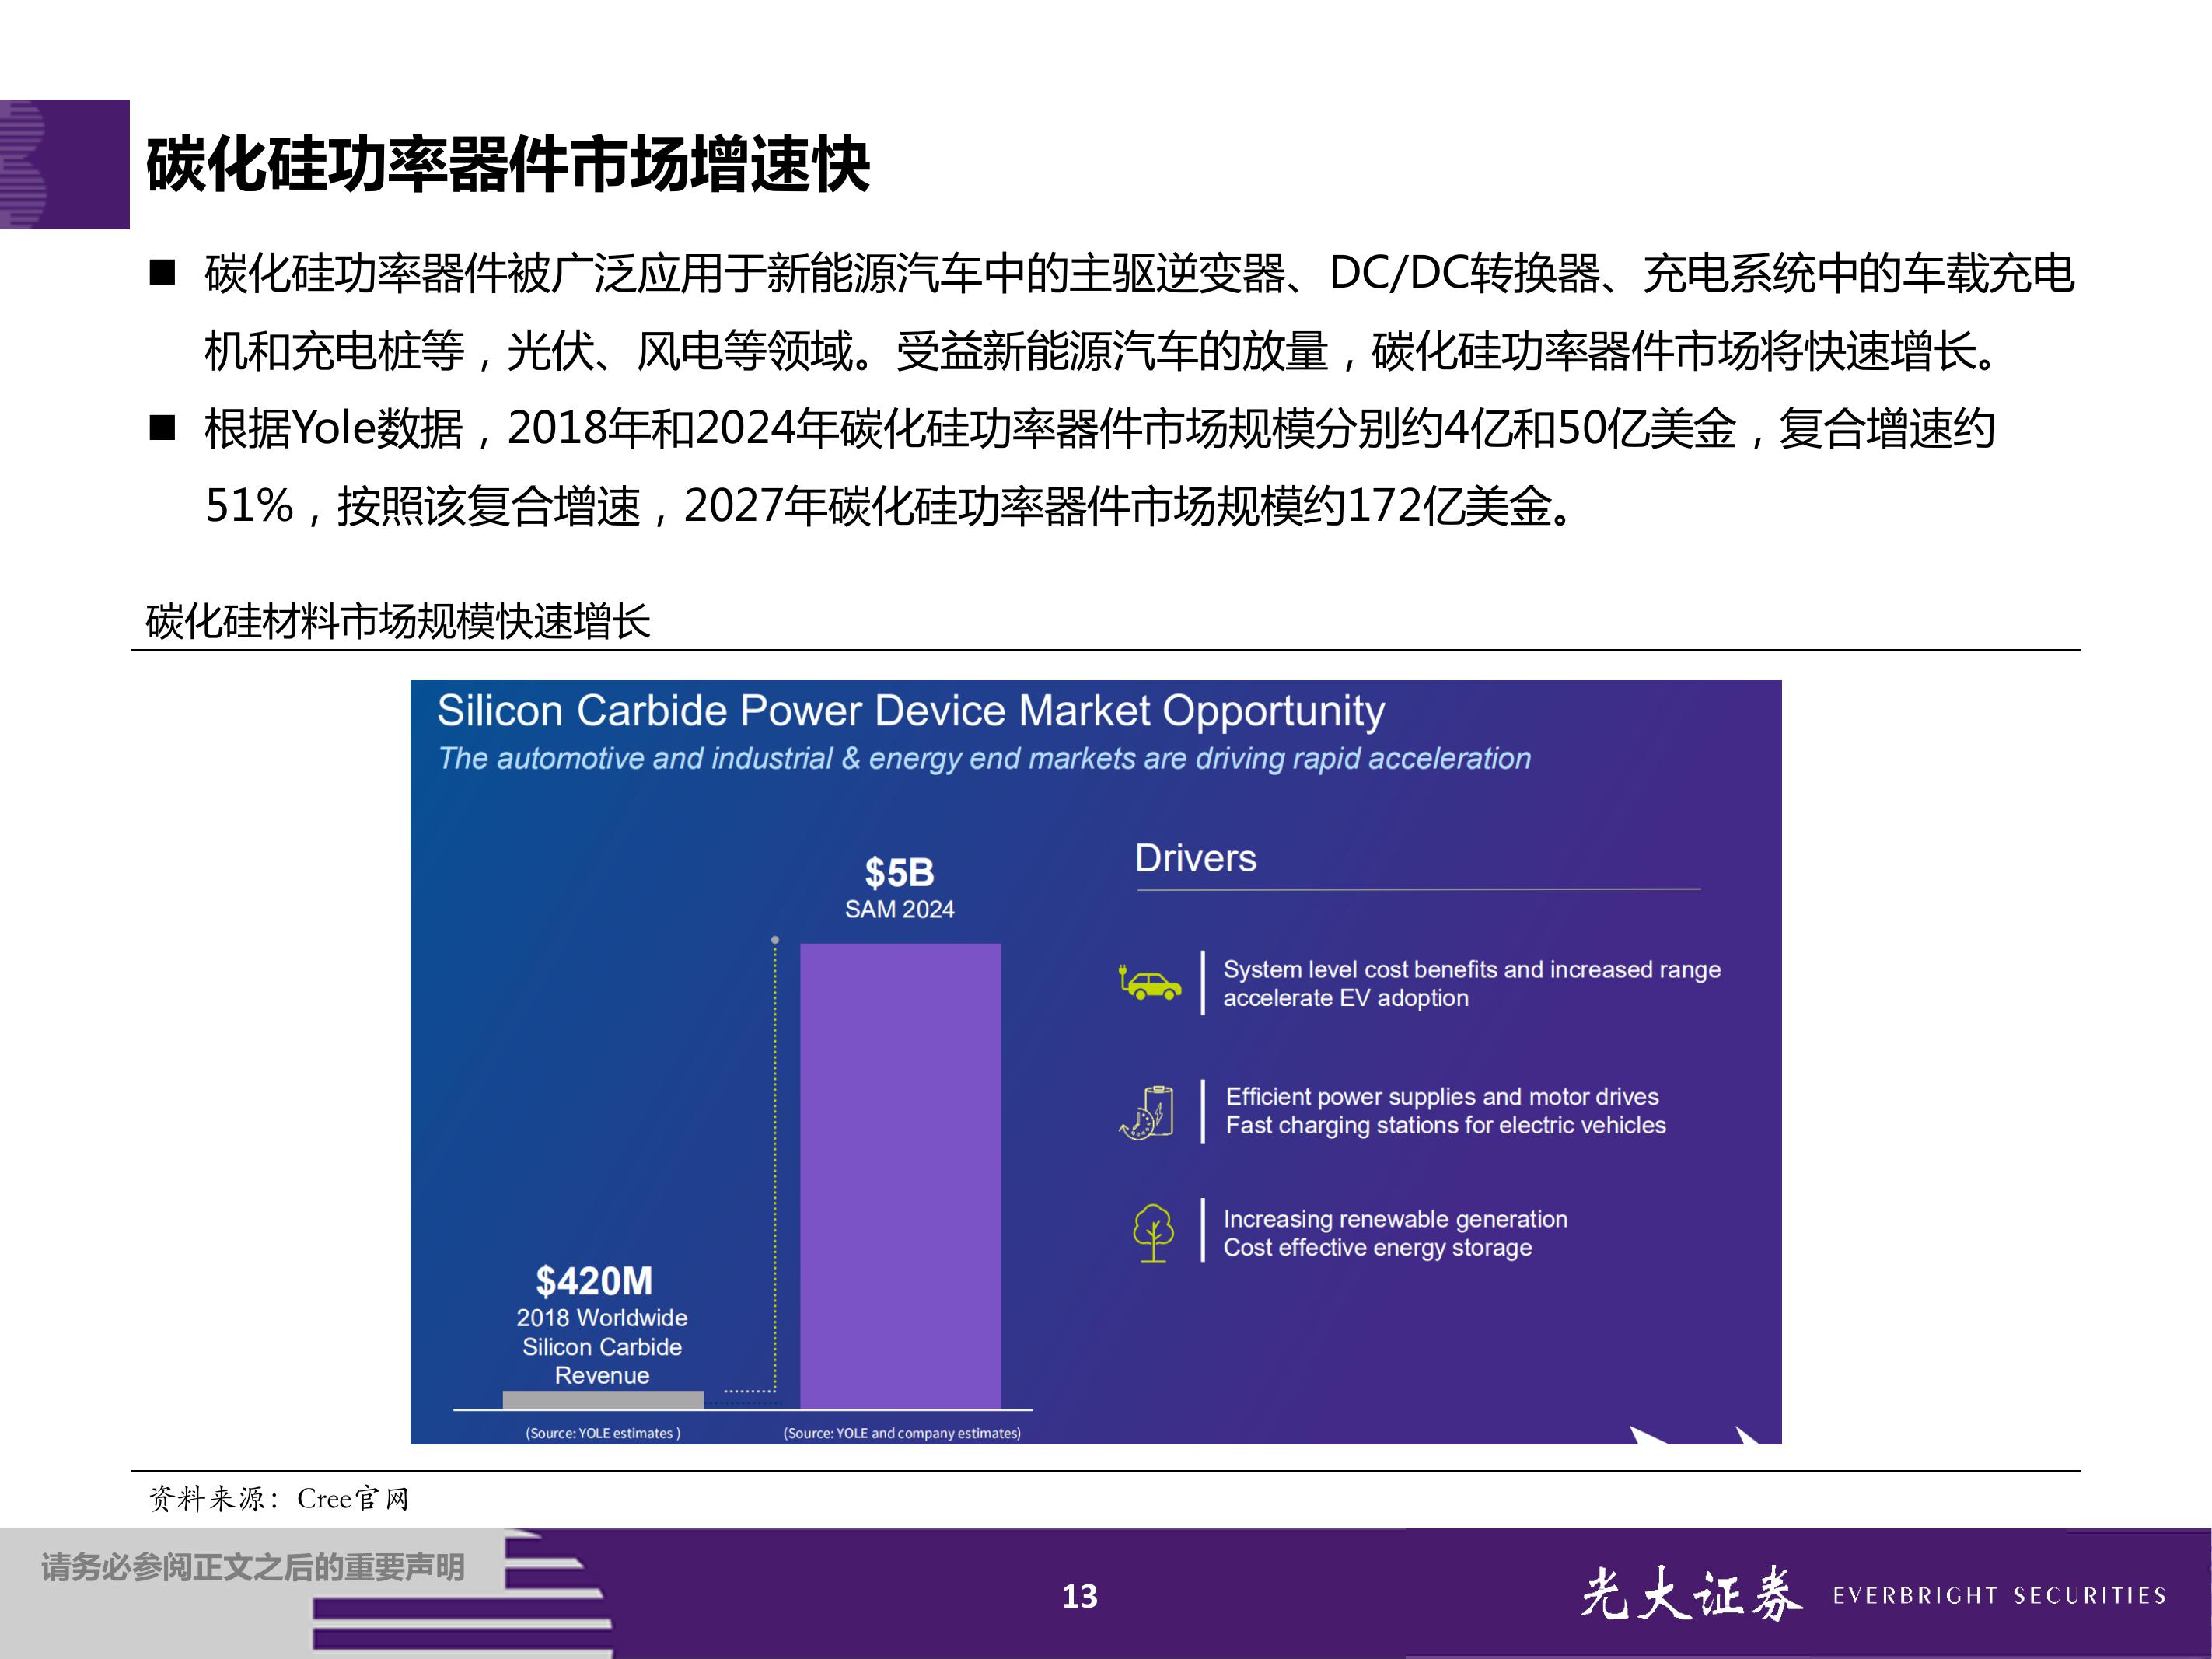 碳化硅功率器件市场增速快
■ 碳化硅功率器件被广泛应用于新能源汽车中的主驱逆变器、DC/DC转换器、充电系统中的车载充电
机和充电桩等，光伏、风电等领域。受益新能源汽车的放量，碳化硅功率器件市场将快速增长。
■ 根据Yole数据，2018年和2024年碳化硅功率器件市场规模分别约4亿和50亿美金，复合增速约
51%，按照该复合增速，2027年碳化硅功率器件市场规模约172亿美金。
碳化硅材料市场规模快速增长
Silicon Carbide Power Device Market Opportunity
The automotive and industrial & energy end markets are driving rapid acceleration
$5B
SAM 2024
$420M
2018 Worldwide
Silicon Carbide
Revenue
(Source: YOLE estimates )
(Source: YOLE and company estimates)
Drivers
System level cost benefits and increased range
accelerate EV adoption
Efficient power supplies and motor drives
Fast charging stations for electric vehicles
Increasing renewable generation
Cost effective energy storage
资料来源：Cree官网
请务必参阅正文之后的重要声明
13
光大证券 EVERBRIGHT SECURITIES